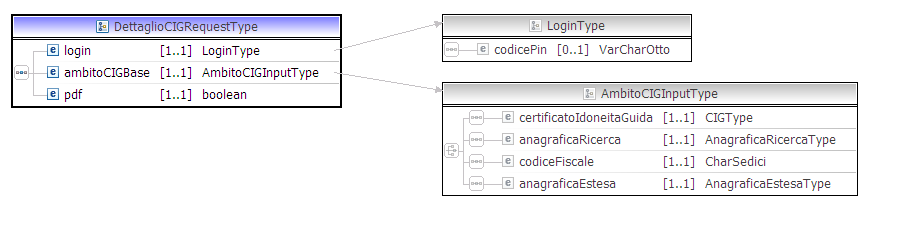 DettaglioCIGRequestType
e login [1..1] LoginType
e ambitoCIGBase [1..1] AmbitoCIGInputType
e pdf [1..1] boolean
LoginType
e codicePin [0..1] VarCharOtto
AmbitoCIGInputType
e certificatoIdoneitaGuida [1..1] CIGType
e anagraficaRicerca [1..1] AnagraficaRicercaType
e codiceFiscale [1..1] CharSedici
e anagraficaEstesa [1..1] AnagraficaEstesaType